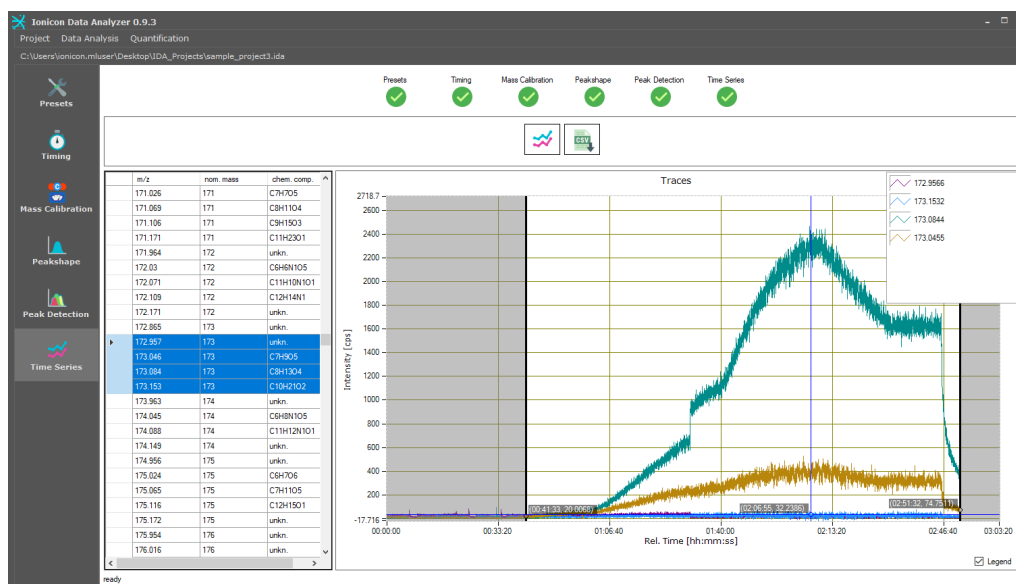 Ionicon Data Analyzer 0.9.3
Project Data Analysis Quantification
C:\Users\ionicon.mluser\Desktop\IDA_Projects\sample_project3.ida
Presets
Timing
Mass Calibration
Peakshape
Peak Detection
Time Series
Presets Timing Mass Calibration Peakshape Peak Detection Time Series
CSV
m/z nom. mass chem. comp.
171.026 171 C7H7O5
171.069 171 C8H11O4
171.106 171 C9H15O3
171.171 171 C11H23O1
171.964 172 unkn.
172.03 172 C6H6N1O5
172.071 172 C11H10N1O1
172.109 172 C12H14N1
172.171 172 unkn.
172.865 173 unkn.
172.957 173 unkn.
173.046 173 C7H9O5
173.084 173 C8H13O4
173.153 173 C10H21O2
173.963 174 unkn.
174.045 174 C6H8N1O5
174.088 174 C11H12N1O1
174.149 174 unkn.
174.956 175 unkn.
175.024 175 C6H7O6
175.065 175 C7H11O5
175.116 175 C12H15O1
175.172 175 unkn.
175.954 176 unkn.
176.016 176 unkn.
Traces
172.9566
173.1532
173.0844
173.0455
Intensity [cps]
2718.7
2600
2400
2200
2000
1800
1600
1400
1200
1000
800
600
400
200
-17.716
(00:41:33, 20.0068)
(02:06:55, 32.2386)
(02:51:32, 74.751)
00:00:00 00:33:20 01:06:40 01:40:00 02:13:20 02:46:40 03:03:20
Rel. Time [hh:mm:ss]
Legend
ready